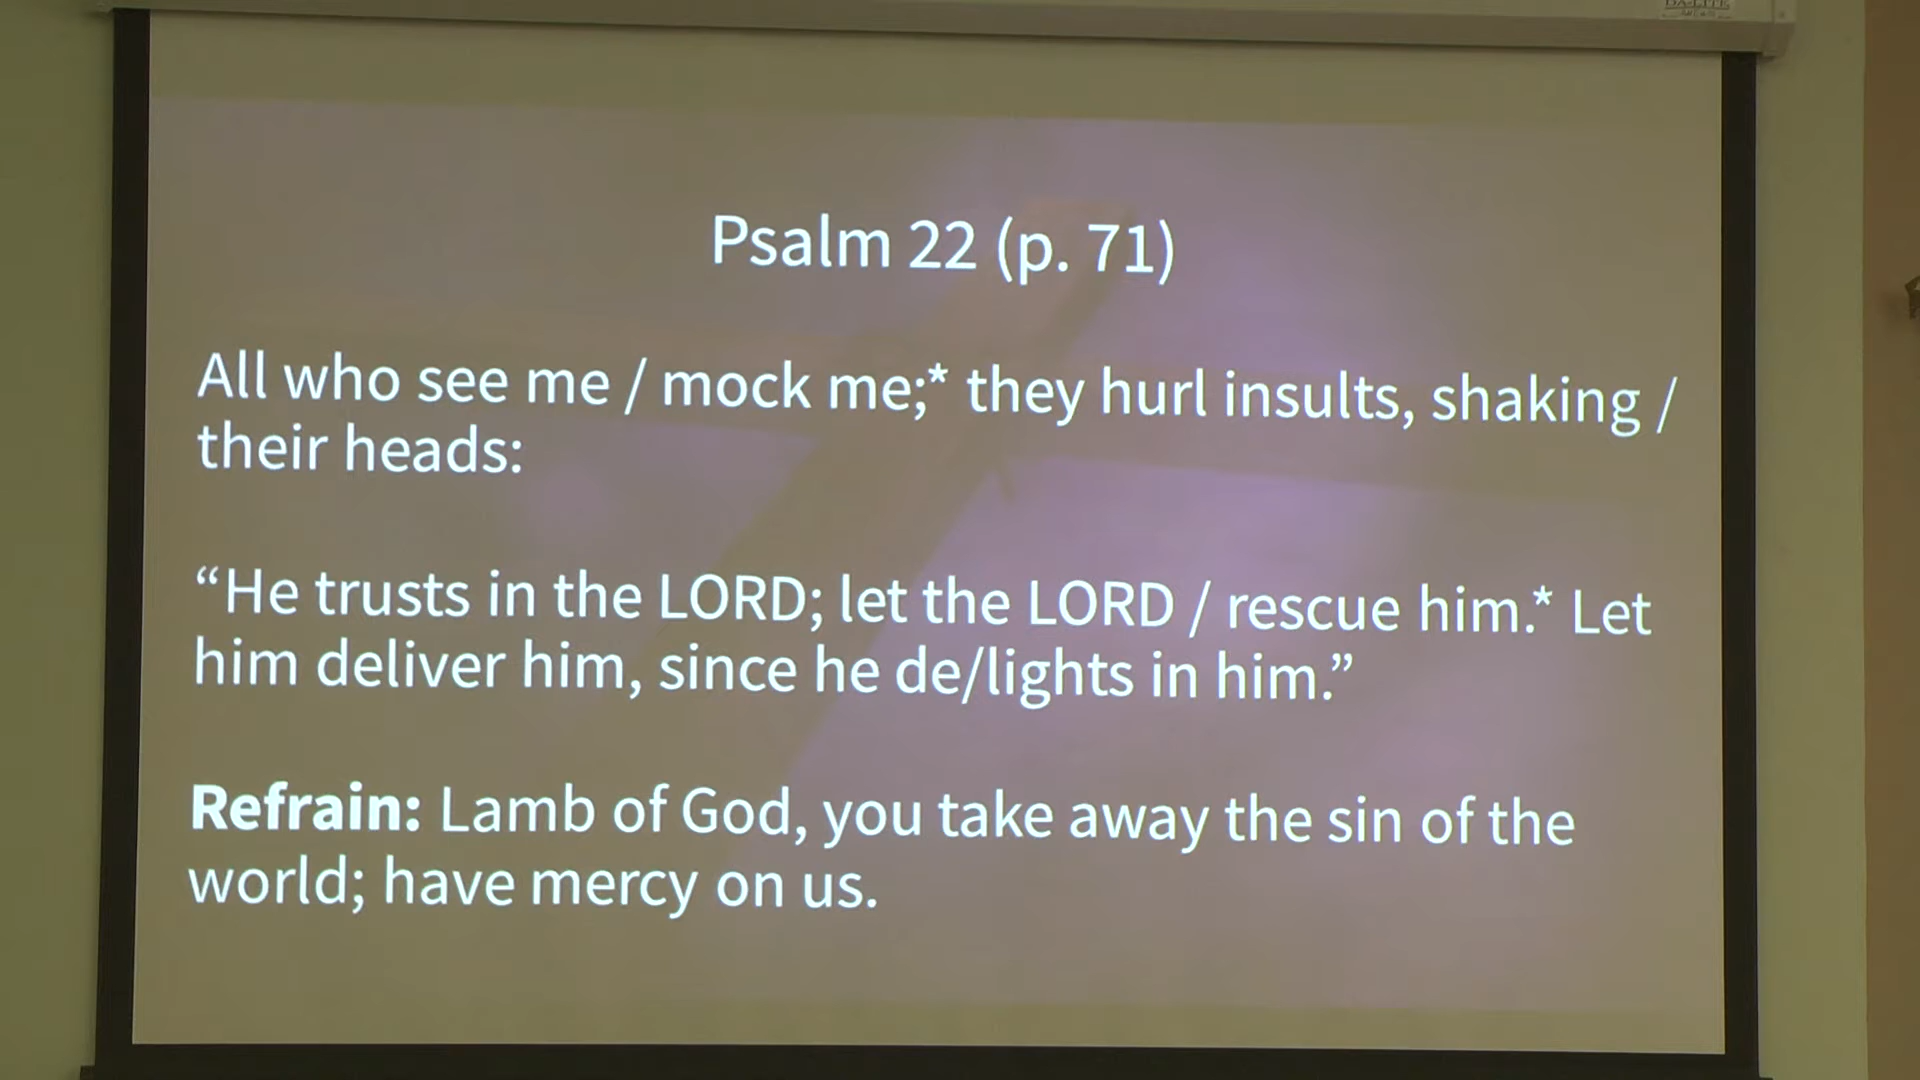 DA-LITE
Psalm 22 (p. 71)
All who see me / mock me;* they hurl insults, shaking /
their heads:
“He trusts in the LORD; let the LORD / rescue him.* Let
him deliver him, since he de/lights in him.”
Refrain: Lamb of God, you take away the sin of the
world; have mercy on us.